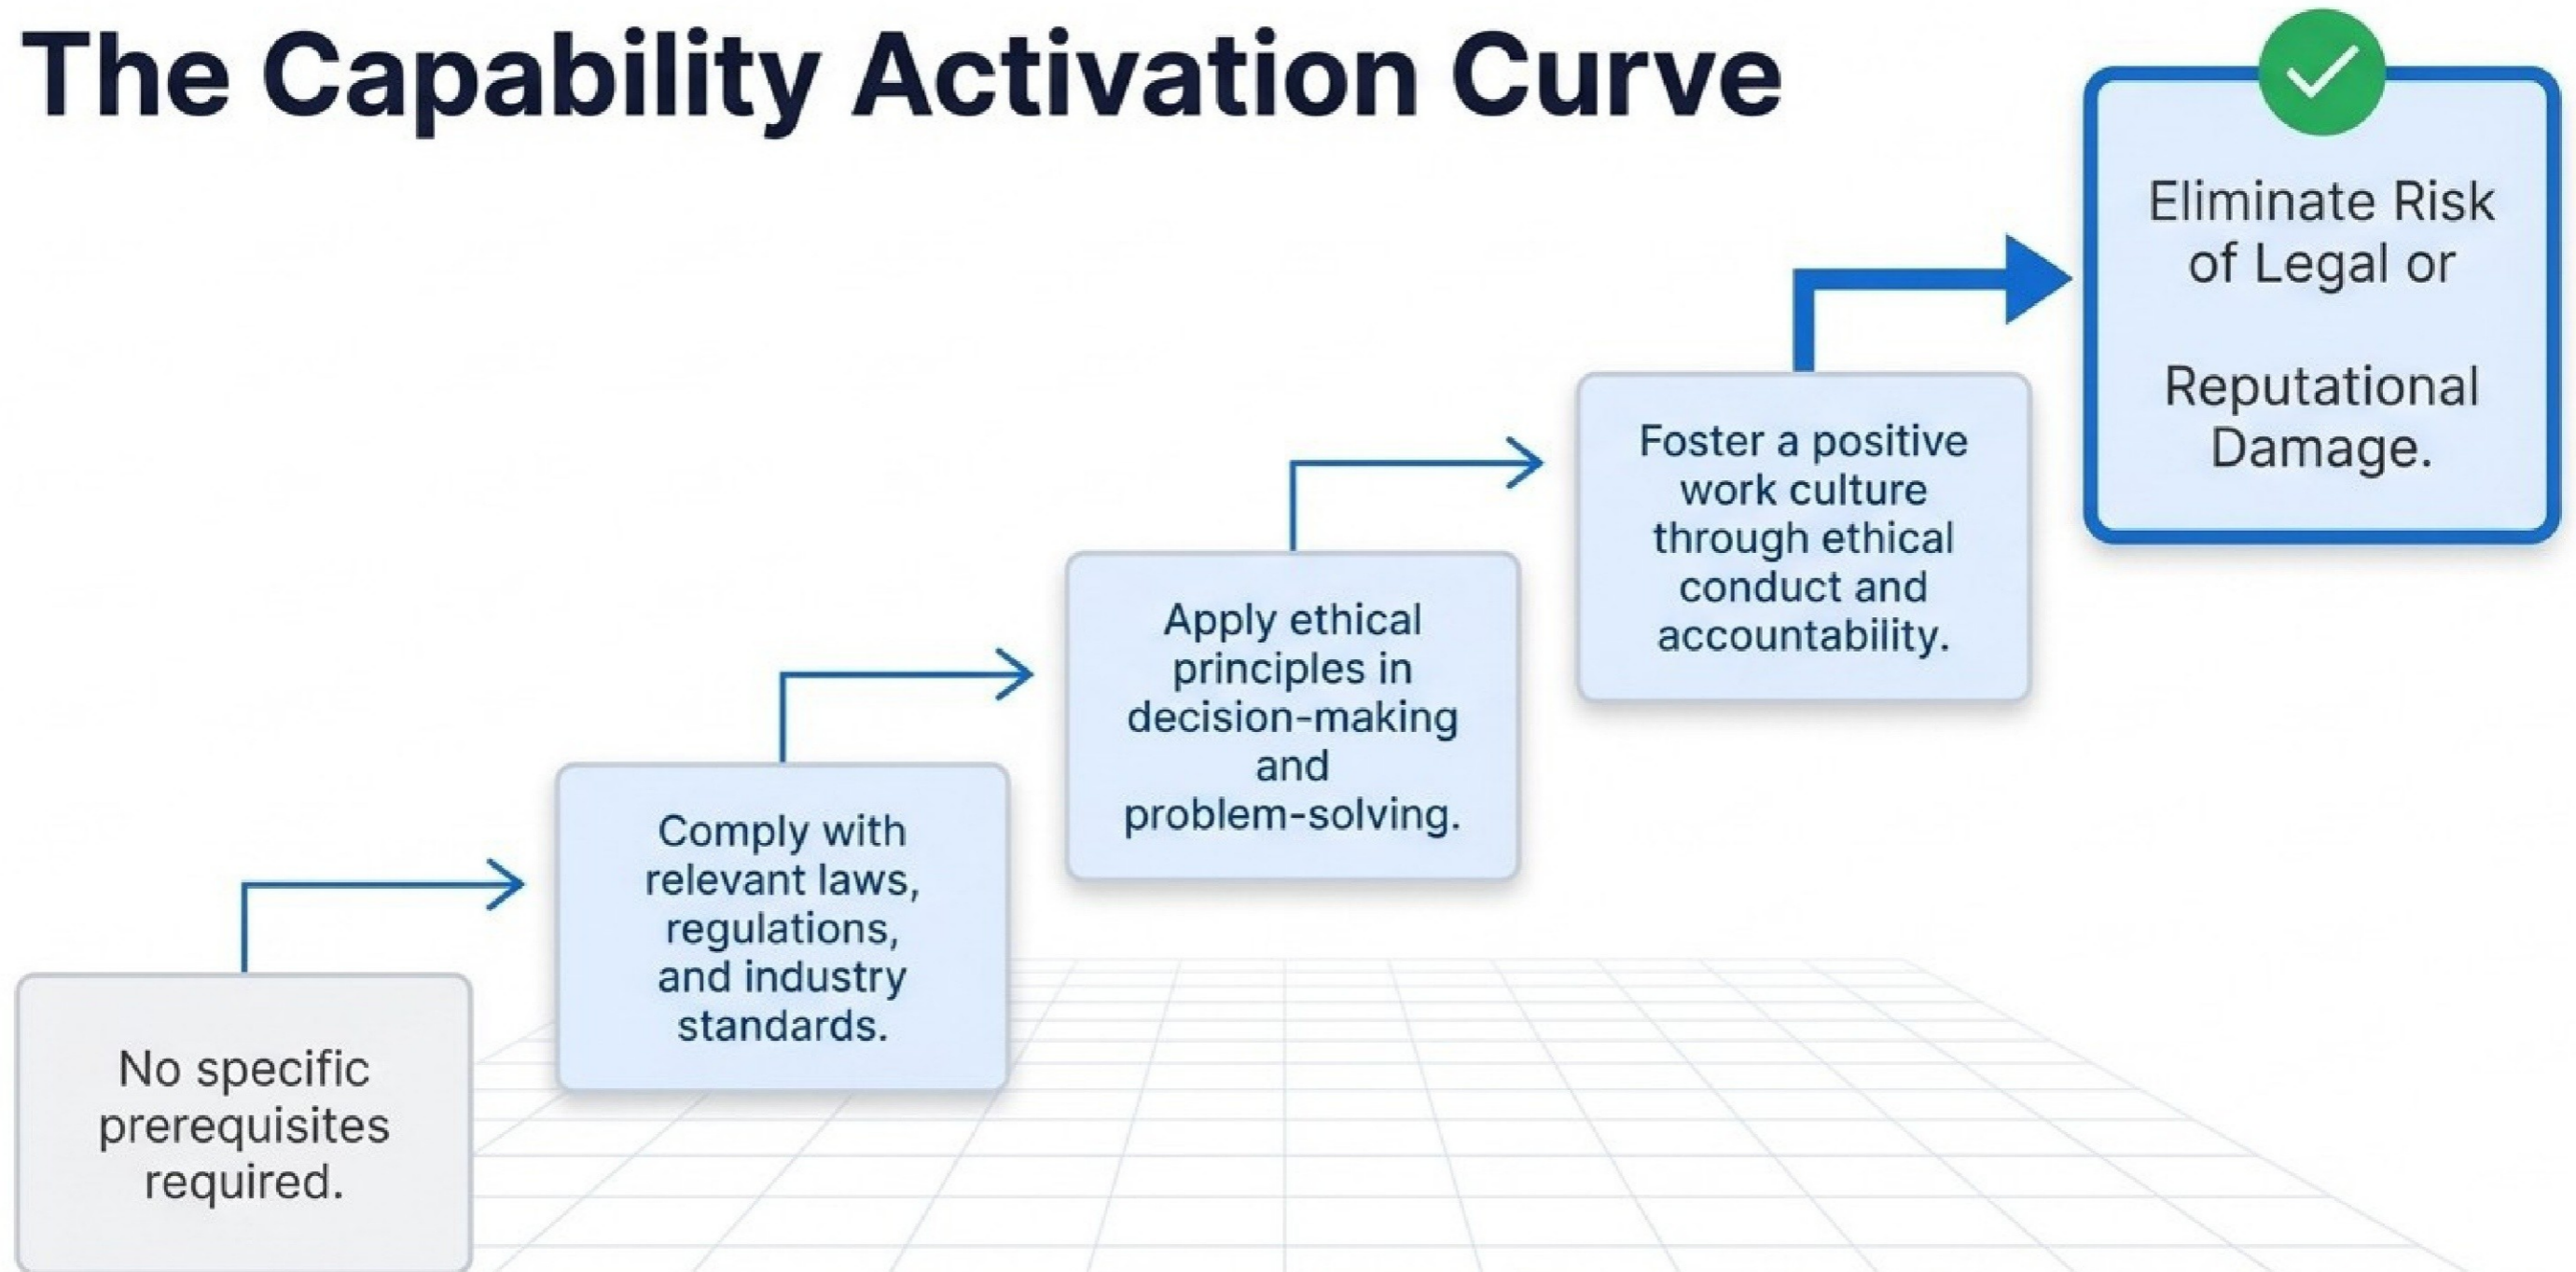 The Capability Activation Curve
Eliminate Risk
of Legal or
Reputational
Damage.
Foster a positive
work culture
through ethical
conduct and
accountability.
Apply ethical
principles in
decision-making
and
problem-solving.
Comply with
relevant laws,
regulations,
and industry
standards.
No specific
prerequisites
required.